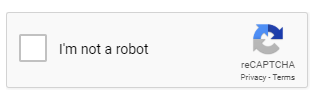 I'm not a robot
reCAPTCHA
Privacy - Terms